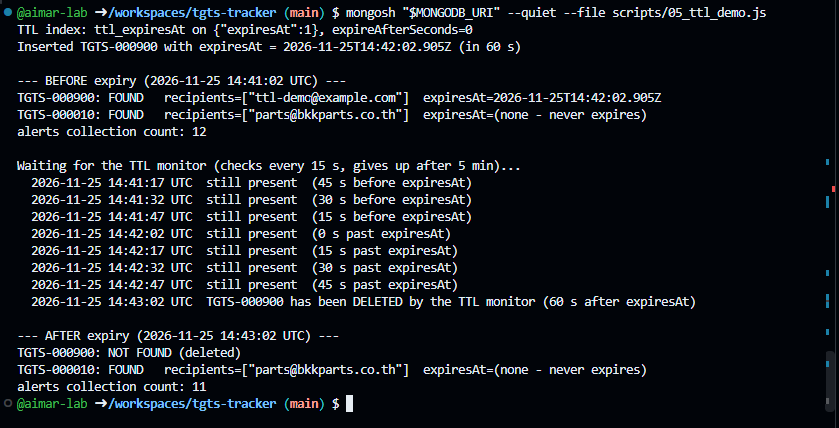 @aimar-lab ➜/workspaces/tgts-tracker (main) $ mongosh "$MONGODB_URI" --quiet --file scripts/05_ttl_demo.js
TTL index: ttl_expiresAt on {"expiresAt":1}, expireAfterSeconds=0
Inserted TGTS-000900 with expiresAt = 2026-11-25T14:42:02.905Z (in 60 s)

--- BEFORE expiry (2026-11-25 14:41:02 UTC) ---
TGTS-000900: FOUND   recipients=["ttl-demo@example.com"]  expiresAt=2026-11-25T14:42:02.905Z
TGTS-000010: FOUND   recipients=["parts@bkkparts.co.th"]  expiresAt=(none - never expires)
alerts collection count: 12

Waiting for the TTL monitor (checks every 15 s, gives up after 5 min)...
  2026-11-25 14:41:17 UTC  still present  (45 s before expiresAt)
  2026-11-25 14:41:32 UTC  still present  (30 s before expiresAt)
  2026-11-25 14:41:47 UTC  still present  (15 s before expiresAt)
  2026-11-25 14:42:02 UTC  still present  (0 s past expiresAt)
  2026-11-25 14:42:17 UTC  still present  (15 s past expiresAt)
  2026-11-25 14:42:32 UTC  still present  (30 s past expiresAt)
  2026-11-25 14:42:47 UTC  still present  (45 s past expiresAt)
  2026-11-25 14:43:02 UTC  TGTS-000900 has been DELETED by the TTL monitor (60 s after expiresAt)

--- AFTER expiry (2026-11-25 14:43:02 UTC) ---
TGTS-000900: NOT FOUND (deleted)
TGTS-000010: FOUND   recipients=["parts@bkkparts.co.th"]  expiresAt=(none - never expires)
alerts collection count: 11
@aimar-lab ➜/workspaces/tgts-tracker (main) $